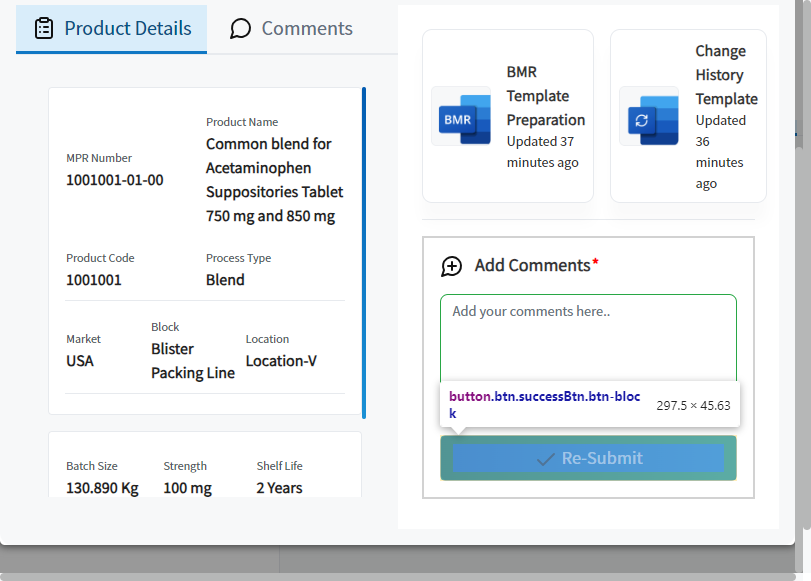 Product Details
Comments
MPR Number
1001001-01-00
Product Name
Common blend for
Acetaminophen
Suppositories Tablet
750 mg and 850 mg
Product Code
1001001
Process Type
Blend
Market
USA
Block
Blister
Packing Line
Location
Location-V
Batch Size
130.890 Kg
Strength
100 mg
Shelf Life
2 Years
BMR
BMR
Template
Preparation
Updated 37
minutes ago
Change
History
Template
Updated
36
minutes
ago
Add Comments*
Add your comments here..
button.btn.successBtn.btn-bloc
k
297.5 × 45.63
Re-Submit